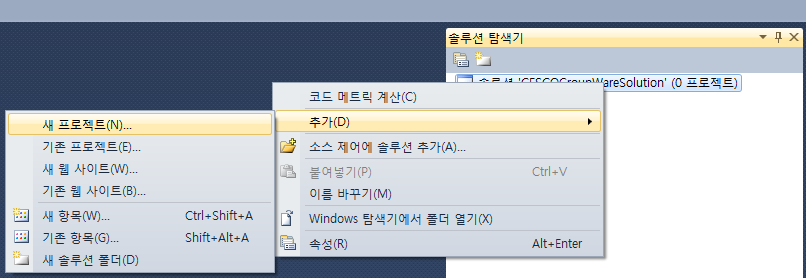 솔루션 탐색기
솔루션 'CESCOGroupWareSolution' (0 프로젝트)
코드 메트릭 계산(C)
추가(D)
소스 제어에 솔루션 추가(A)...
붙여넣기(P) Ctrl+V
이름 바꾸기(M)
Windows 탐색기에서 폴더 열기(X)
속성(R) Alt+Enter
새 프로젝트(N)...
기존 프로젝트(E)...
새 웹 사이트(W)...
기존 웹 사이트(B)...
새 항목(W)... Ctrl+Shift+A
기존 항목(G)... Shift+Alt+A
새 솔루션 폴더(D)